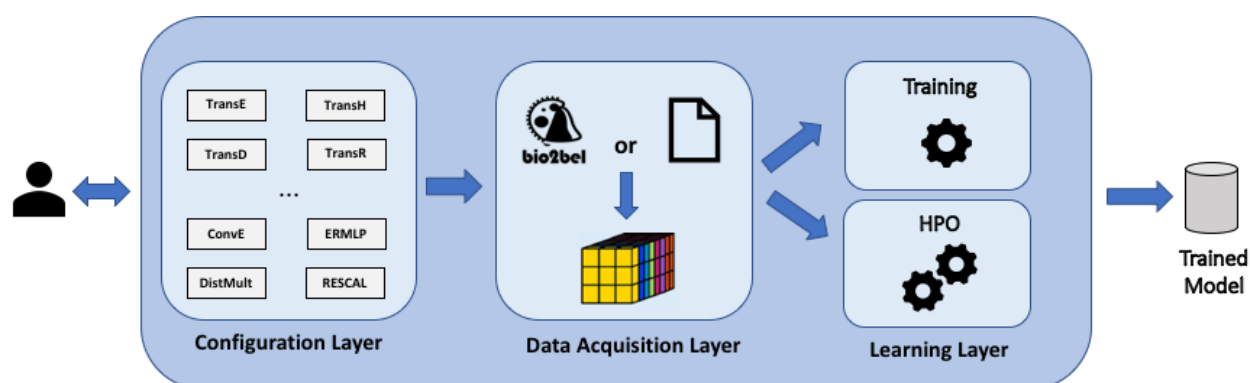 TransE
TransH
TransD
TransR
...
ConvE
ERMLP
DistMult
RESCAL
Configuration Layer
bio2bel
or
Data Acquisition Layer
Training
HPO
Learning Layer
Trained
Model